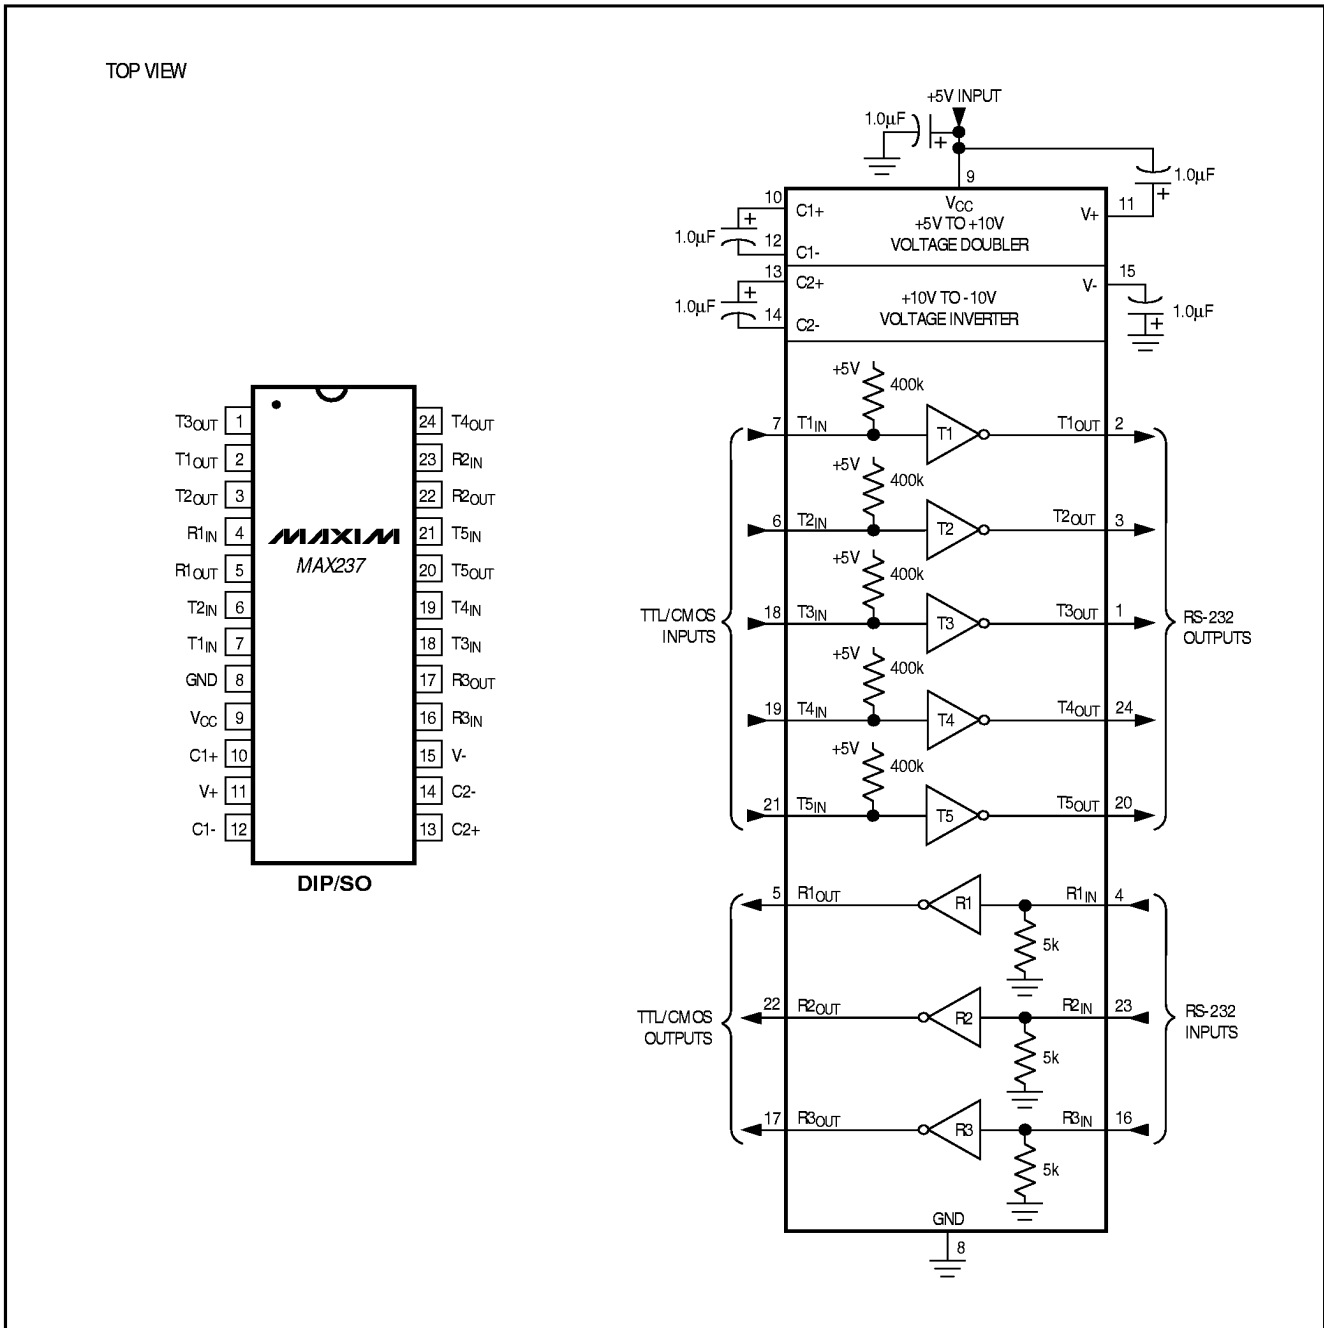 TOP VIEW
T3OUT 1
T1OUT 2
T2OUT 3
R1IN 4
R1OUT 5
T2IN 6
T1IN 7
GND 8
VCC 9
C1+ 10
V+ 11
C1- 12
24 T4OUT
23 R2IN
22 R2OUT
21 T5IN
20 T5OUT
19 T4IN
18 T3IN
17 R3OUT
16 R3IN
15 V-
14 C2-
13 C2+
MAXIM
MAX237
DIP/SO
+5V INPUT
1.0µF
+
9
1.0µF
+
10 C1+
VCC
+5V TO +10V
VOLTAGE DOUBLER
V+ 11
1.0µF
+
12 C1-
13 C2+
+10V TO -10V
VOLTAGE INVERTER
V- 15
1.0µF
+
14 C2-
1.0µF
+
+5V
400k
7 T1IN T1 T1OUT 2
+5V
400k
6 T2IN T2 T2OUT 3
+5V
400k
18 T3IN T3 T3OUT 1
TTL/CMOS
INPUTS
RS-232
OUTPUTS
+5V
400k
19 T4IN T4 T4OUT 24
+5V
400k
21 T5IN T5 T5OUT 20
5 R1OUT R1 R1IN 4
5k
22 R2OUT R2 R2IN 23
TTL/CMOS
OUTPUTS
RS-232
INPUTS
5k
17 R3OUT R3 R3IN 16
5k
GND
8